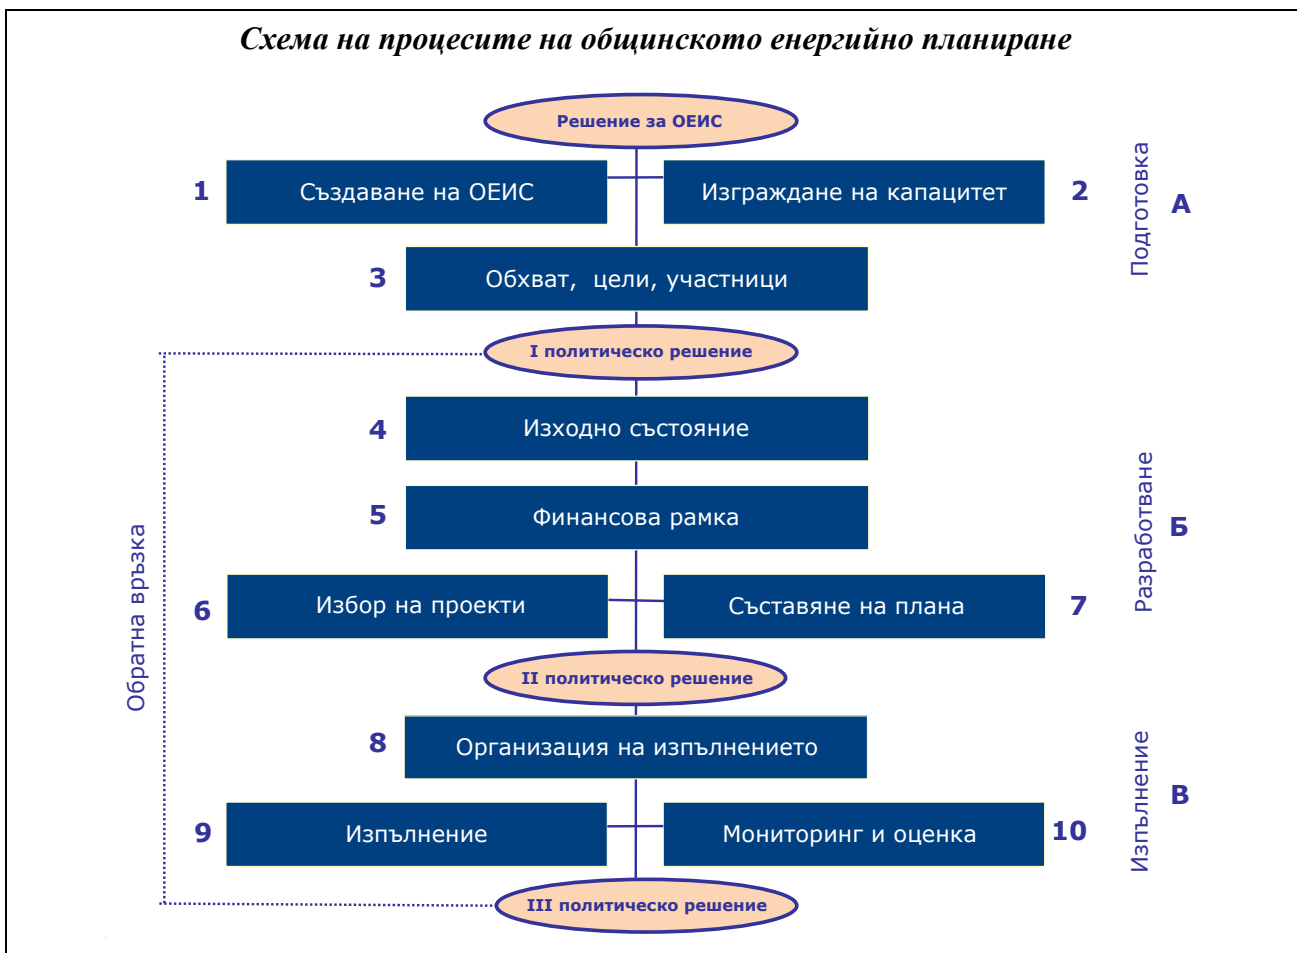 Схема на процесите на общинското енергийно планиране
Решение за ОЕИС
1
Създаване на ОЕИС
Изграждане на капацитет
2
Подготовка
А
3
Обхват, цели, участници
I политическо решение
4
Изходно състояние
5
Финансова рамка
Разработване
Б
Обратна връзка
6
Избор на проекти
Съставяне на плана
7
II политическо решение
8
Организация на изпълнението
Изпълнение
В
9
Изпълнение
Мониторинг и оценка
10
III политическо решение